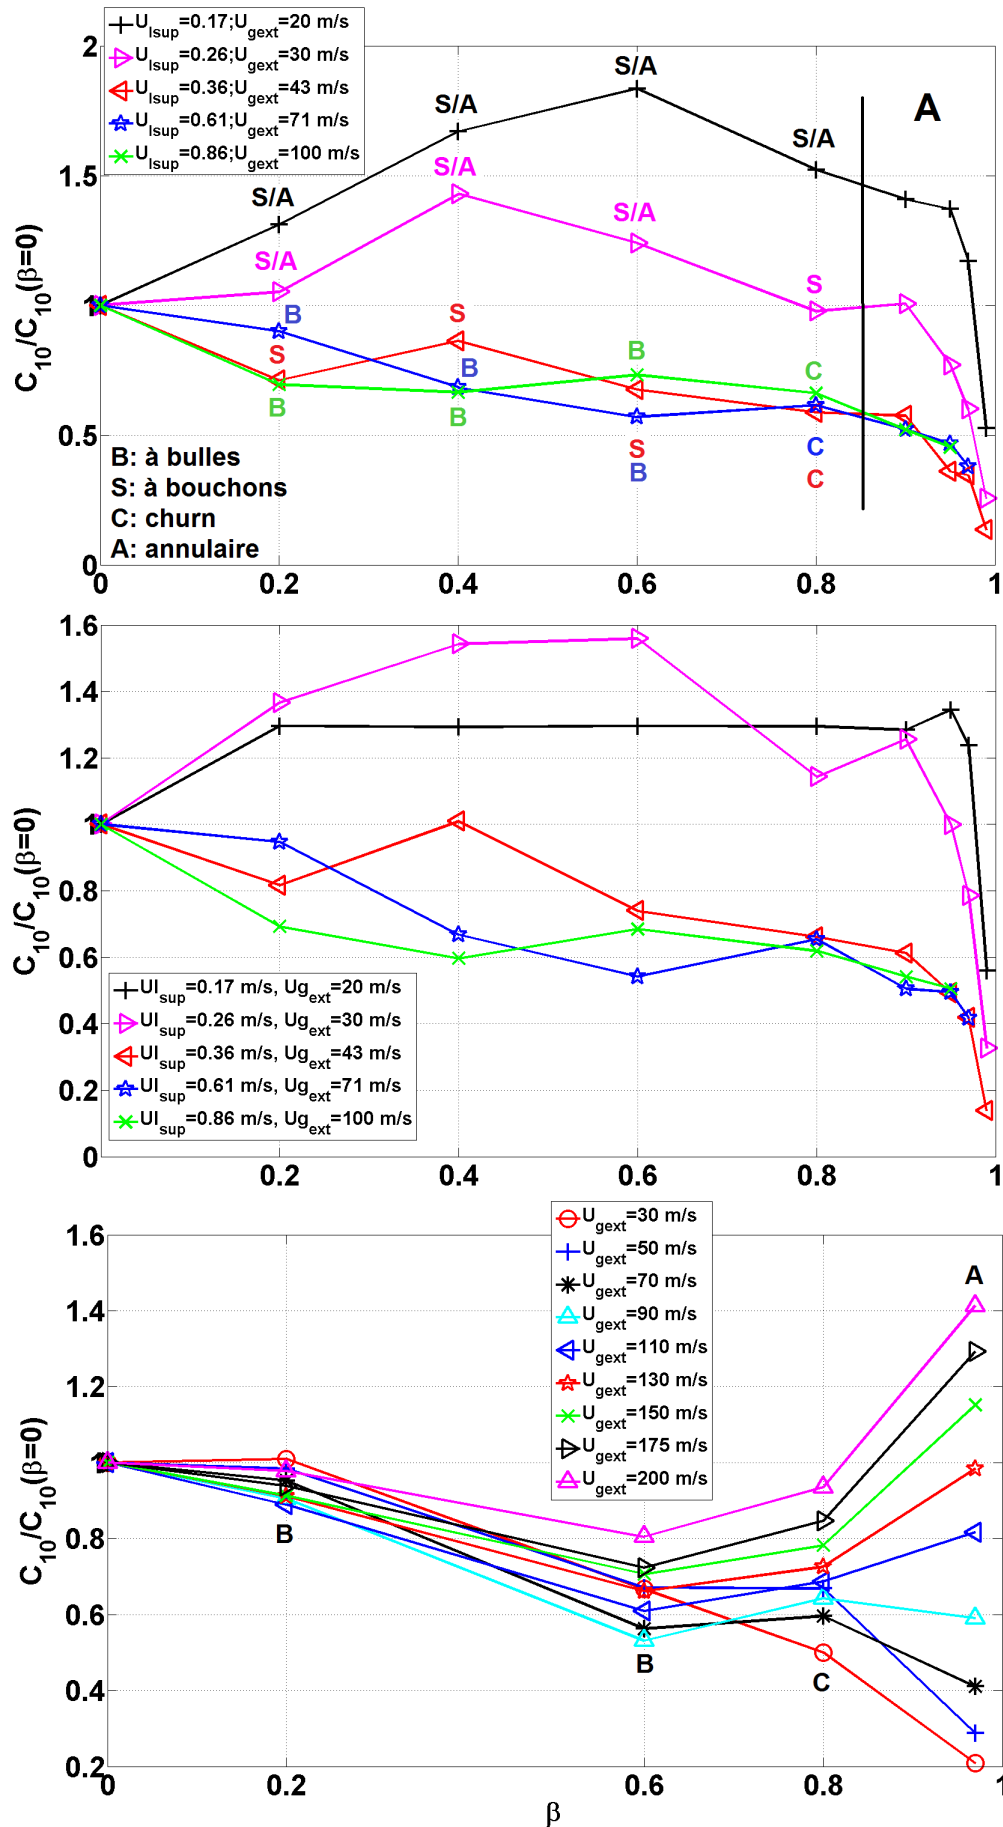 U_lsup=0.17;U_gext=20 m/s
U_lsup=0.26;U_gext=30 m/s
U_lsup=0.36;U_gext=43 m/s
U_lsup=0.61;U_gext=71 m/s
U_lsup=0.86;U_gext=100 m/s
2
1.5
1
0.5
0
C_10/C_10(β=0)
S/A
S/A
S/A
S/A
A
S/A
S/A
S/A
S
B
S
B
S
B
B
B
S
B
C
C
C
B: à bulles
S: à bouchons
C: churn
A: annulaire
0
0.2
0.4
0.6
0.8
1
1.6
1.4
1.2
1
0.8
0.6
0.4
0.2
0
C_10/C_10(β=0)
Ul_sup=0.17 m/s, Ug_ext=20 m/s
Ul_sup=0.26 m/s, Ug_ext=30 m/s
Ul_sup=0.36 m/s, Ug_ext=43 m/s
Ul_sup=0.61 m/s, Ug_ext=71 m/s
Ul_sup=0.86 m/s, Ug_ext=100 m/s
0.2
0.4
0.6
0.8
1
U_gext=30 m/s
U_gext=50 m/s
U_gext=70 m/s
U_gext=90 m/s
U_gext=110 m/s
U_gext=130 m/s
U_gext=150 m/s
U_gext=175 m/s
U_gext=200 m/s
1.6
1.4
1.2
1
0.8
0.6
0.4
0.2
C_10/C_10(β=0)
A
B
B
C
0
0.2
0.6
0.8
1
β